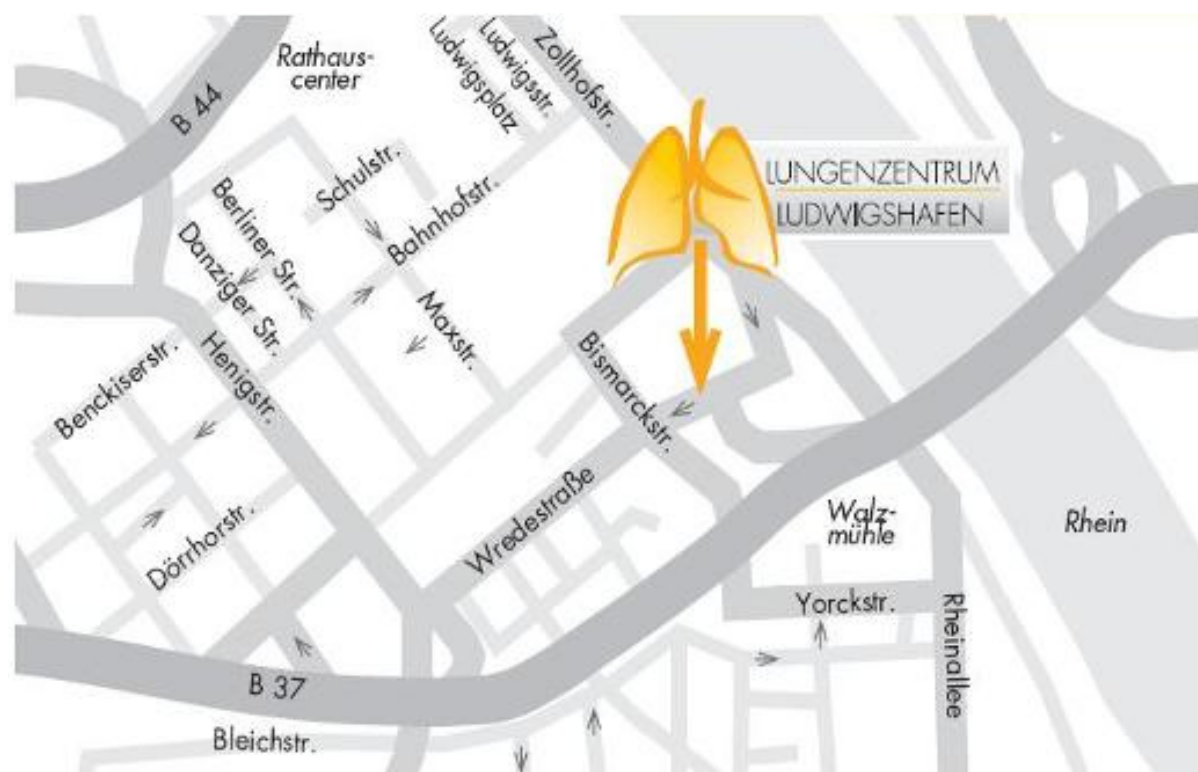 Rathaus-
center
B 44
Ludwigsplatz
Ludwigsstr.
Zollhofstr.
LUNGENZENTRUM
LUDWIGSHAFEN
Schulstr.
Bahnhofstr.
Berliner Str.
Danziger Str.
Maxstr.
Benckiserstr.
Henigstr.
Bismarckstr.
Dörrhorstr.
Wredestraße
Walz-
mühle
Rhein
Yorckstr.
Rheinallee
B 37
Bleichstr.